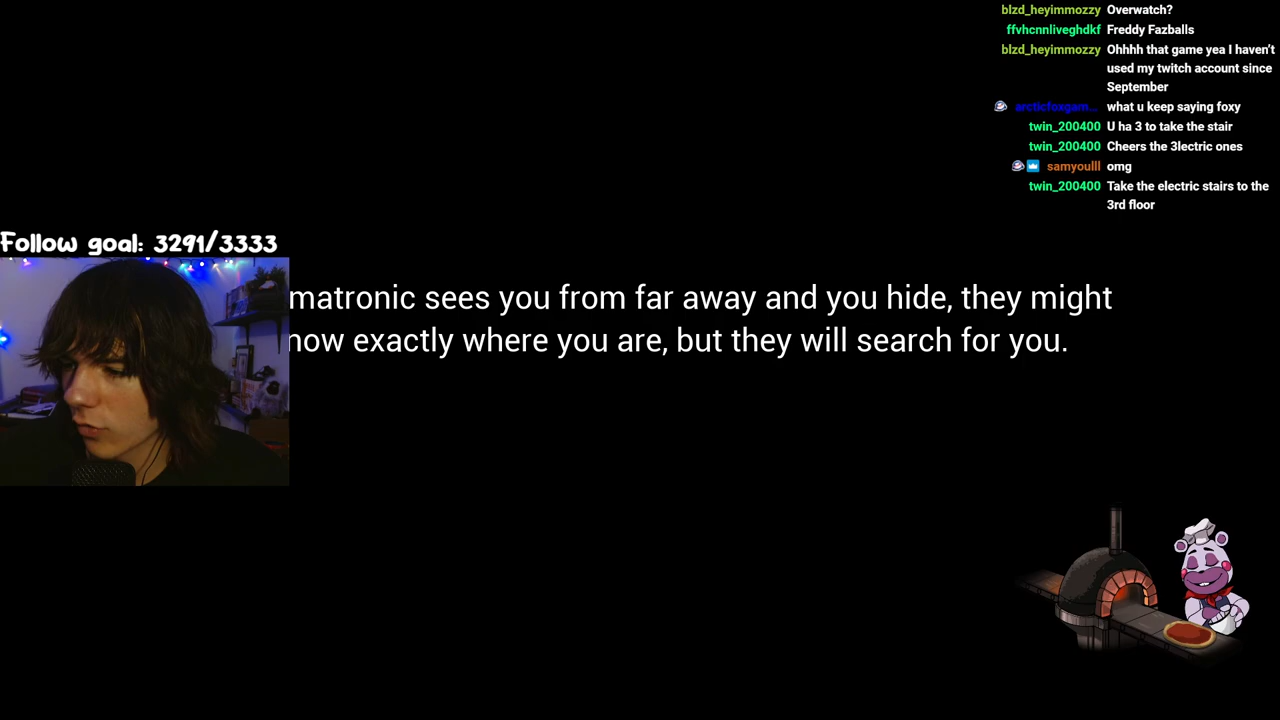 blzd_heyimmozzy Overwatch?
ffvhcnnliveghdkf Freddy Fazballs
blzd_heyimmozzy Ohhhh that game yea I haven't
used my twitch account since
September
arcticfoxgam... what u keep saying foxy
twin_200400 U ha 3 to take the stair
twin_200400 Cheers the 3lectric ones
samyoulll omg
twin_200400 Take the electric stairs to the
3rd floor
Follow goal: 3291/3333
matronic sees you from far away and you hide, they might
now exactly where you are, but they will search for you.